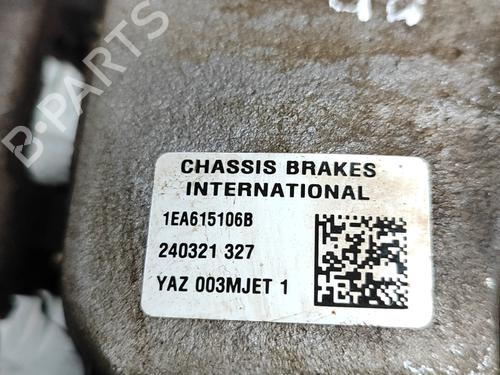 B-PARTS
CHASSIS BRAKES
INTERNATIONAL
1EA615106B
240321 327
YAZ 003MJET 1